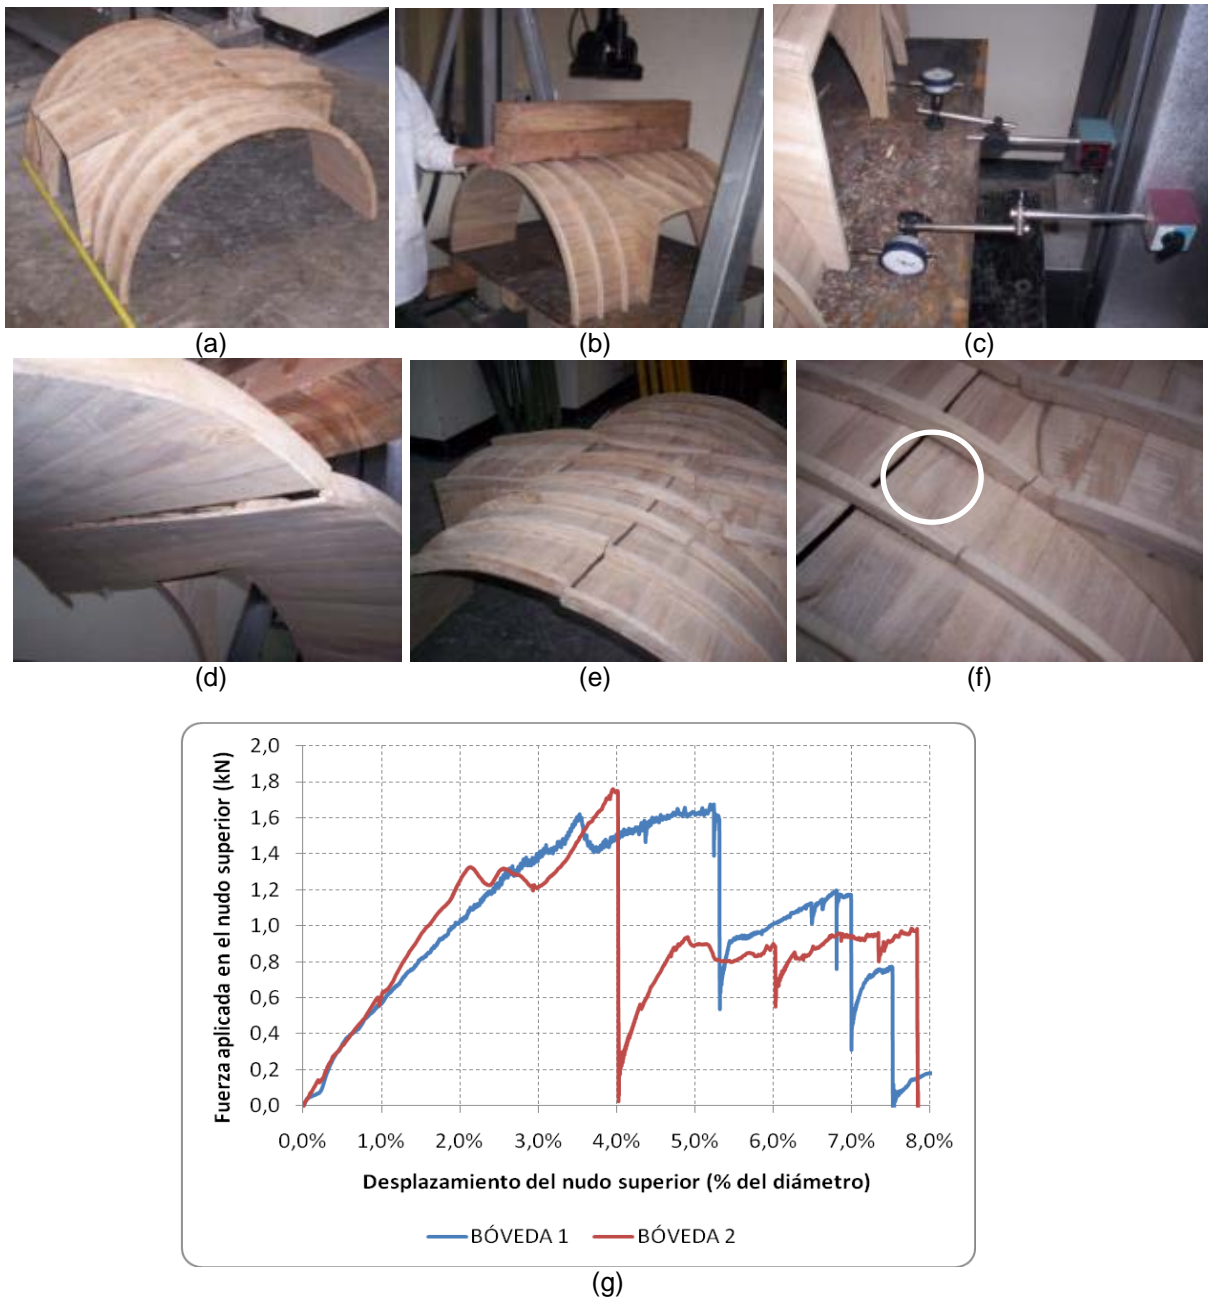 (a)
(b)
(c)
(d)
(e)
(f)
Fuerza aplicada en el nudo superior (kN)
2,0
1,8
1,6
1,4
1,2
1,0
0,8
0,6
0,4
0,2
0,0
0,0% 1,0% 2,0% 3,0% 4,0% 5,0% 6,0% 7,0% 8,0%
Desplazamiento del nudo superior (% del diámetro)
BÓVEDA 1 BÓVEDA 2
(g)